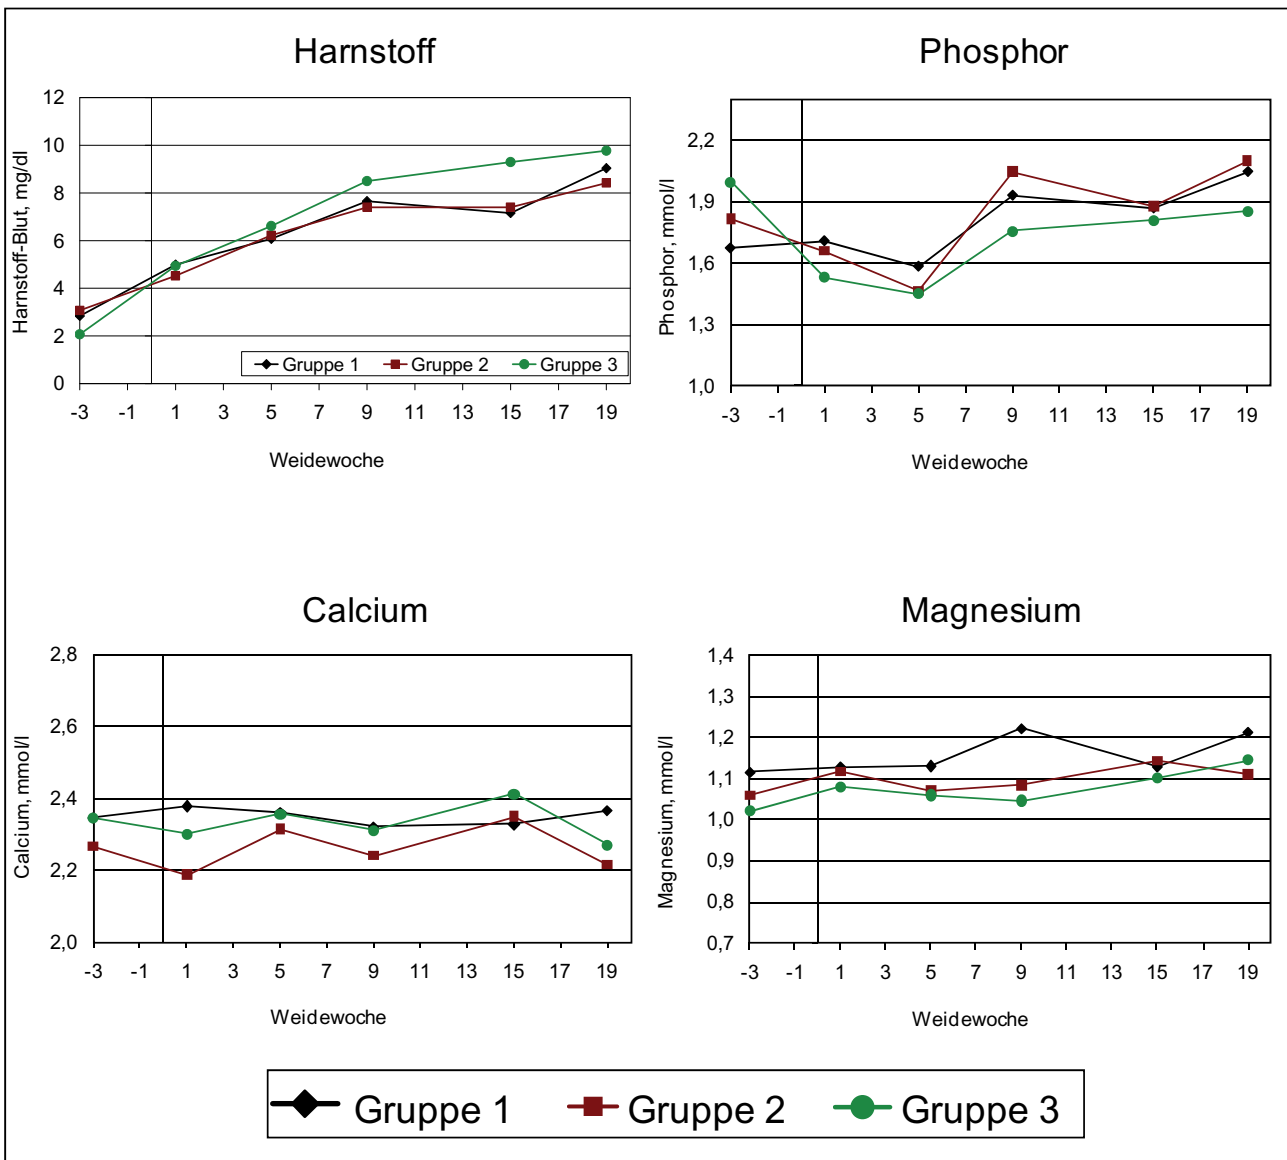 Harnstoff
Harnstoff-Blut, mg/dl
12
10
8
6
4
2
0
Gruppe 1 Gruppe 2 Gruppe 3
-3 -1 1 3 5 7 9 11 13 15 17 19
Weidewoche
Phosphor
Phosphor, mmol/l
2,2
1,9
1,6
1,3
1,0
-3 -1 1 3 5 7 9 11 13 15 17 19
Weidewoche
Calcium
Calcium, mmol/l
2,8
2,6
2,4
2,2
2,0
-3 -1 1 3 5 7 9 11 13 15 17 19
Weidewoche
Magnesium
Magnesium, mmol/l
1,4
1,3
1,2
1,1
1,0
0,9
0,8
0,7
-3 -1 1 3 5 7 9 11 13 15 17 19
Weidewoche
Gruppe 1 Gruppe 2 Gruppe 3